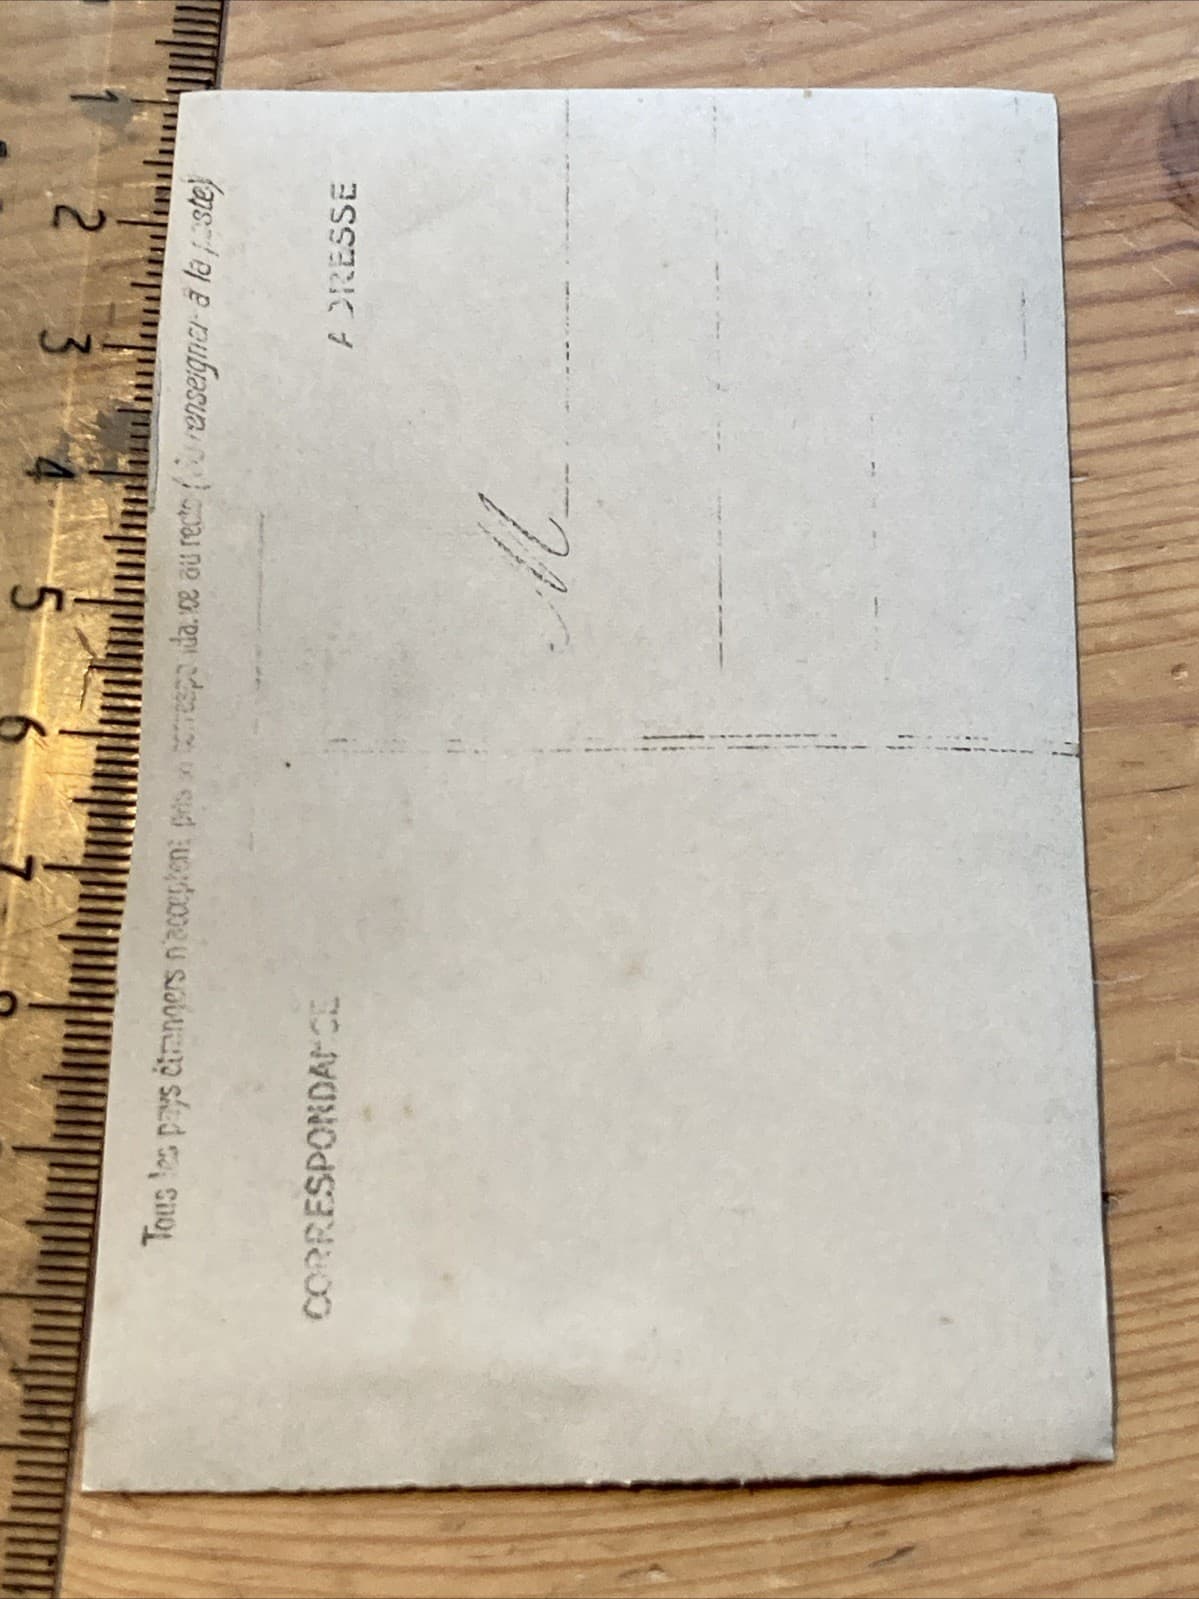 Tous les pays étrangers n'acceptent pas la correspondance au recto (Se renseigner à la poste)
CORRESPONDANCE
ADRESSE
M
1
2
3
4
5
6
7
8